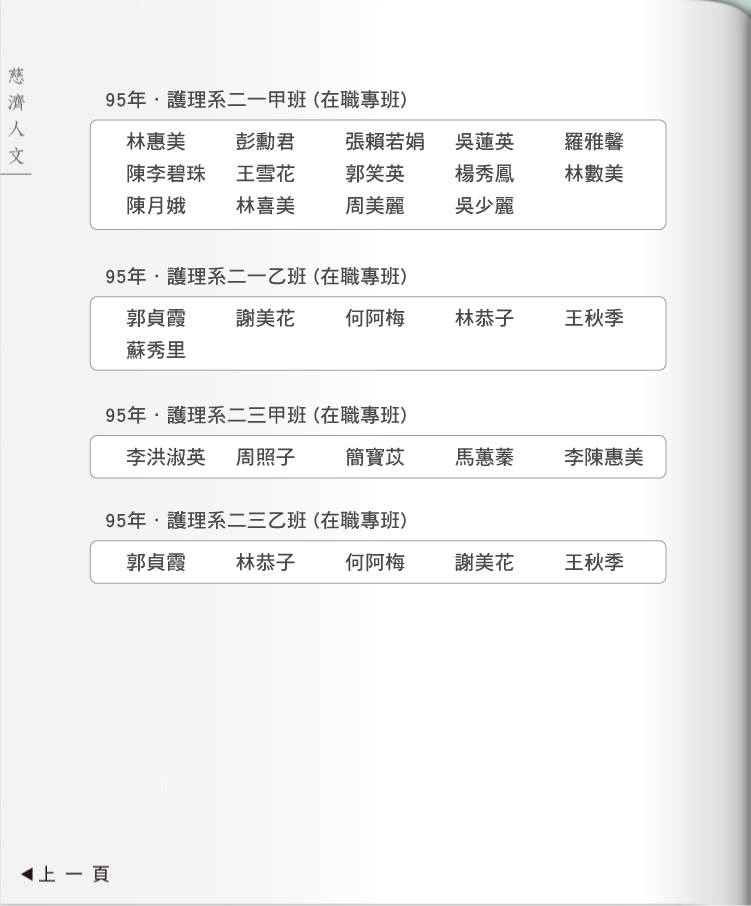 慈濟人文
95年．護理系二一甲班 (在職專班)
林惠美 彭勳君 張賴若娟 吳蓮英 羅雅馨
陳李碧珠 王雪花 郭笑英 楊秀鳳 林數美
陳月娥 林喜美 周美麗 吳少麗
95年．護理系二一乙班 (在職專班)
郭貞霞 謝美花 何阿梅 林恭子 王秋季
蘇秀里
95年．護理系二三甲班 (在職專班)
李洪淑英 周照子 簡寶苡 馬蕙蓁 李陳惠美
95年．護理系二三乙班 (在職專班)
郭貞霞 林恭子 何阿梅 謝美花 王秋季
◀上一頁